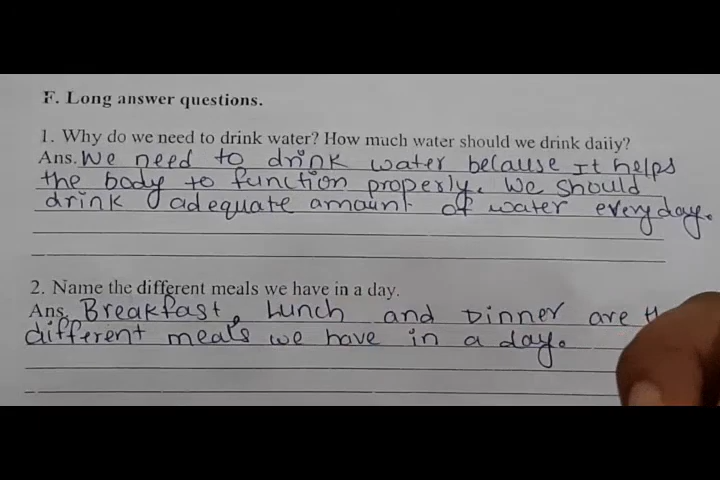 F. Long answer questions.
1. Why do we need to drink water? How much water should we drink daily?
Ans. We need to drink water because It helps
the body to function properly. We should
drink adequate amount of water everyday.
2. Name the different meals we have in a day.
Ans. Breakfast, Lunch and Dinner are
different meals we have in a day.